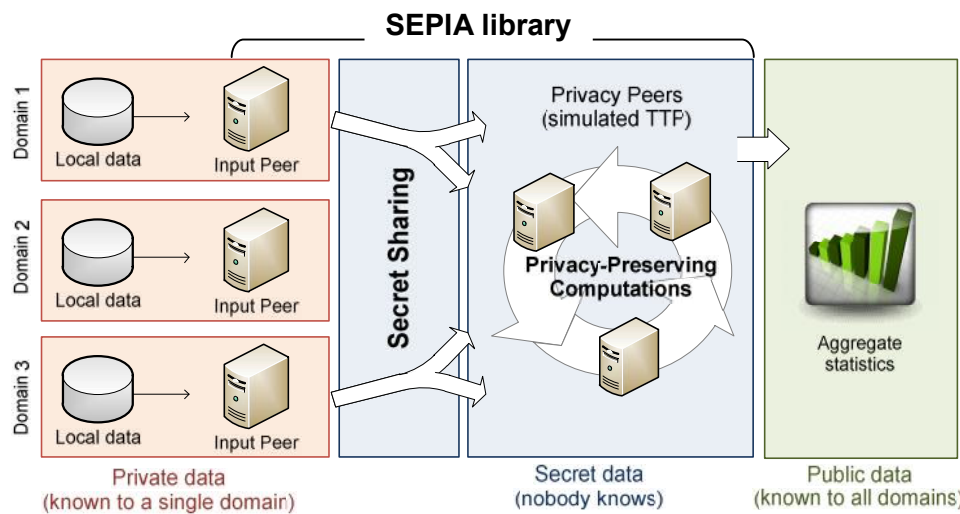 SEPIA library
Domain 1
Local data
Input Peer
Domain 2
Local data
Input Peer
Domain 3
Local data
Input Peer
Secret Sharing
Privacy Peers
(simulated TTP)
Privacy-Preserving
Computations
Aggregate
statistics
Private data
(known to a single domain)
Secret data
(nobody knows)
Public data
(known to all domains)